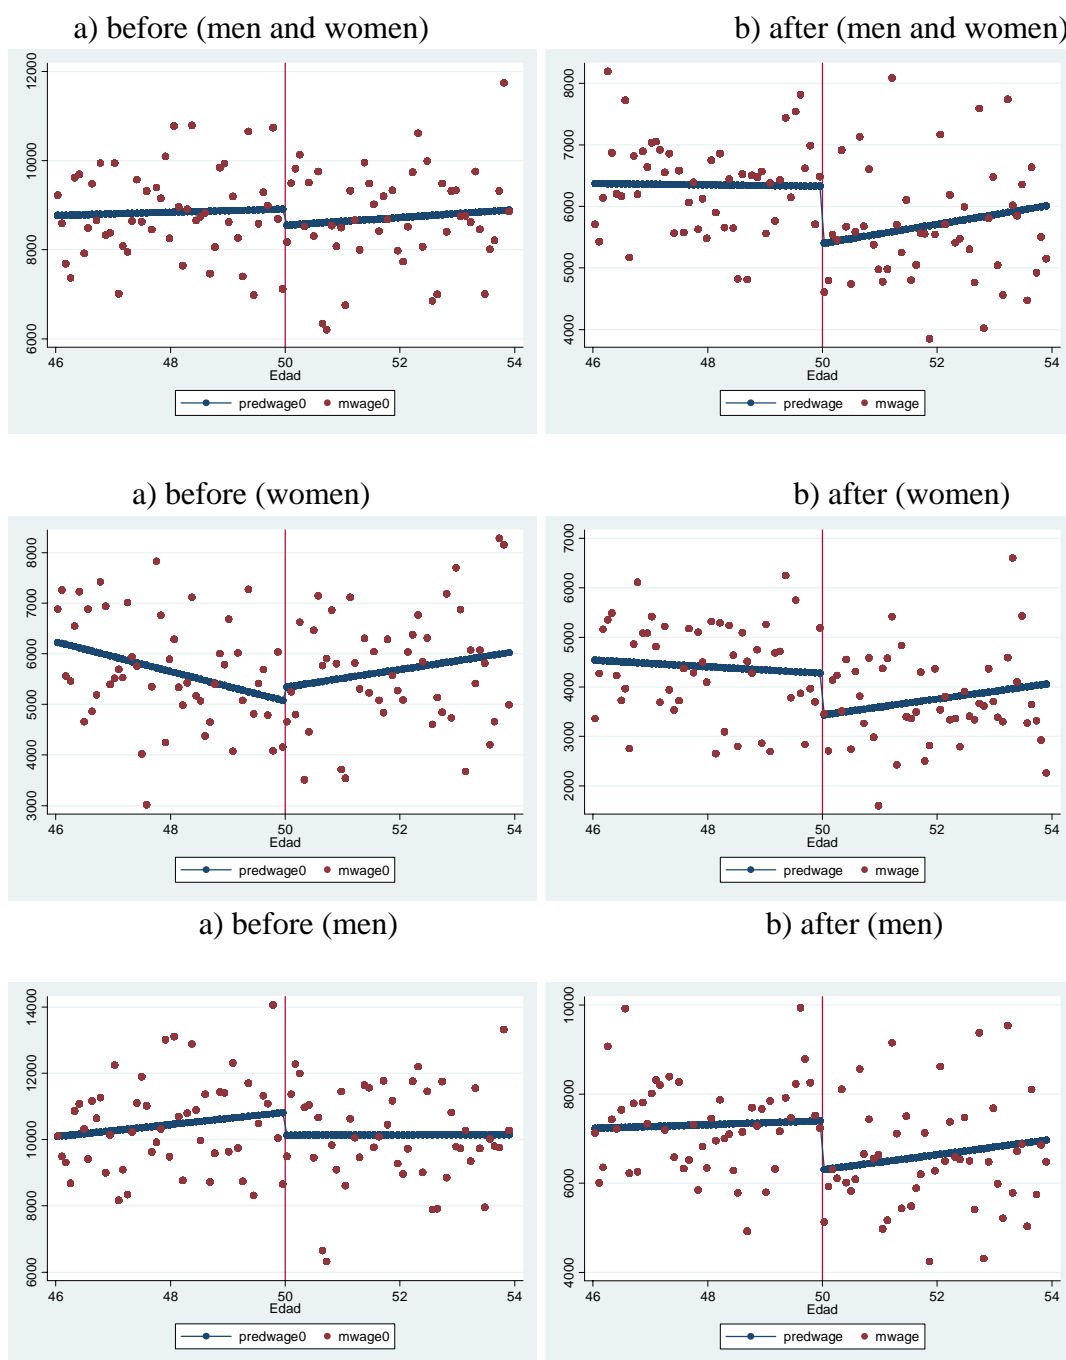 a) before (men and women)
b) after (men and women)
12000
10000
8000
6000
46 48 50 52 54
Edad
predwage0 mwage0
8000
7000
6000
5000
4000
46 48 50 52 54
Edad
predwage mwage
a) before (women)
b) after (women)
8000
7000
6000
5000
4000
3000
46 48 50 52 54
Edad
predwage0 mwage0
7000
6000
5000
4000
3000
2000
46 48 50 52 54
Edad
predwage mwage
a) before (men)
b) after (men)
14000
12000
10000
8000
6000
46 48 50 52 54
Edad
predwage0 mwage0
10000
8000
6000
4000
46 48 50 52 54
Edad
predwage mwage